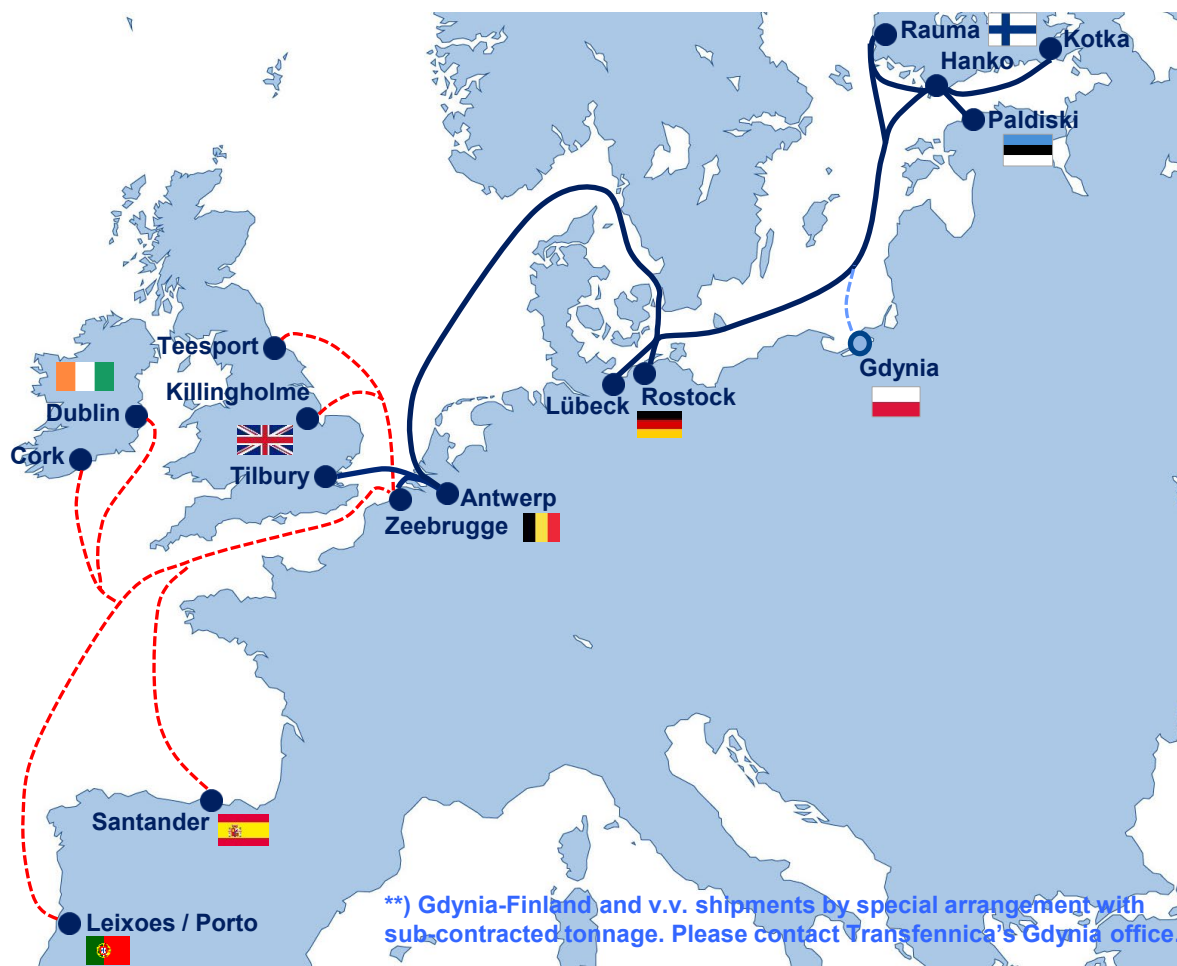 Rauma
Kotka
Hanko
Paldiski
Teesport
Killingholme
Dublin
Cork
Tilbury
Antwerp
Zeebrugge
Lübeck
Rostock
Gdynia
Santander
Leixoes / Porto
**) Gdynia-Finland and v.v. shipments by special arrangement with
sub-contracted tonnage. Please contact Transfennica's Gdynia office.